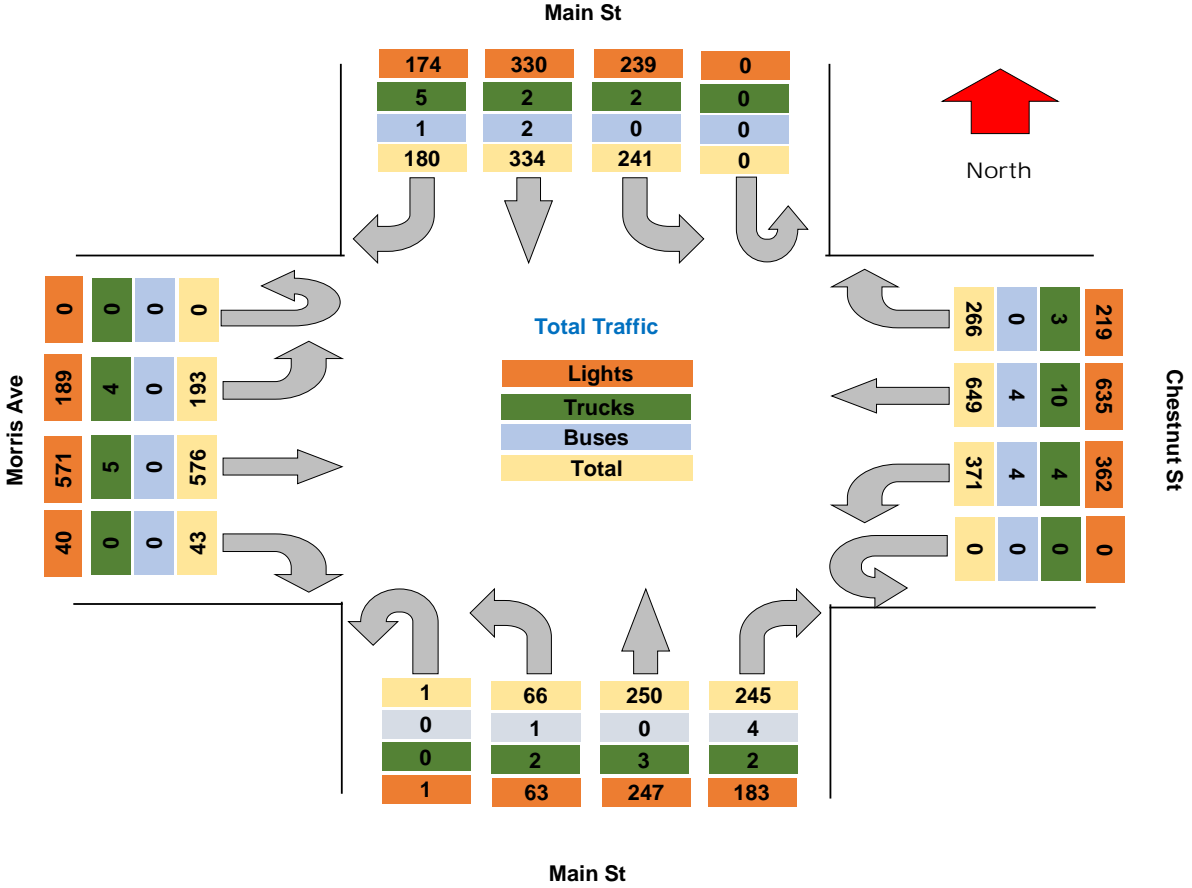 Main St
174 330 239 0
5 2 2 0
1 2 0 0
180 334 241 0
North
Morris Ave
0 0 0 0
189 4 0 193
571 5 0 576
40 0 0 43
Total Traffic
Lights
Trucks
Buses
Total
266 0 3 219
649 4 10 635
371 4 4 362
0 0 0 0
Chestnut St
1 66 250 245
0 1 0 4
0 2 3 2
1 63 247 183
Main St